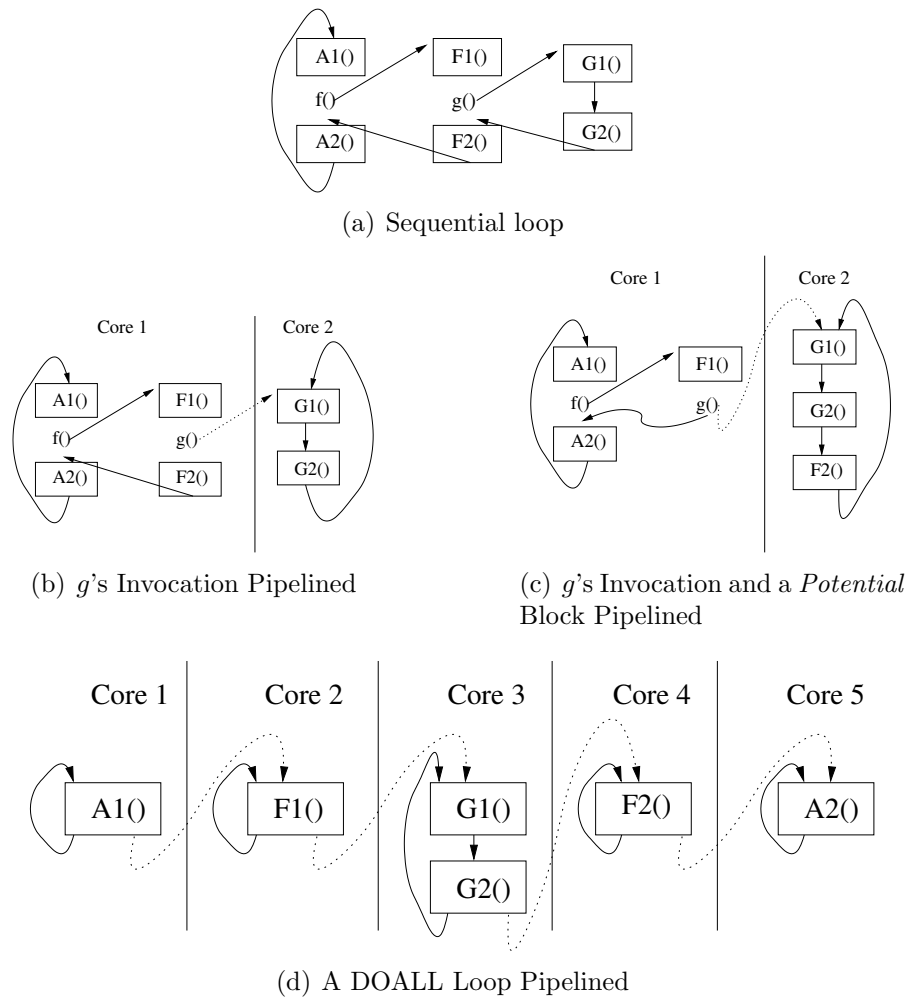 A1()
F1()
G1()
f()
g()
A2()
F2()
G2()
(a) Sequential loop
Core 1
Core 2
A1()
F1()
G1()
f()
g()
A2()
F2()
G2()
(b) g's Invocation Pipelined
Core 1
Core 2
A1()
F1()
G1()
f()
g()
G2()
A2()
F2()
(c) g's Invocation and a Potential
Block Pipelined
Core 1
Core 2
Core 3
Core 4
Core 5
A1()
F1()
G1()
F2()
A2()
G2()
(d) A DOALL Loop Pipelined